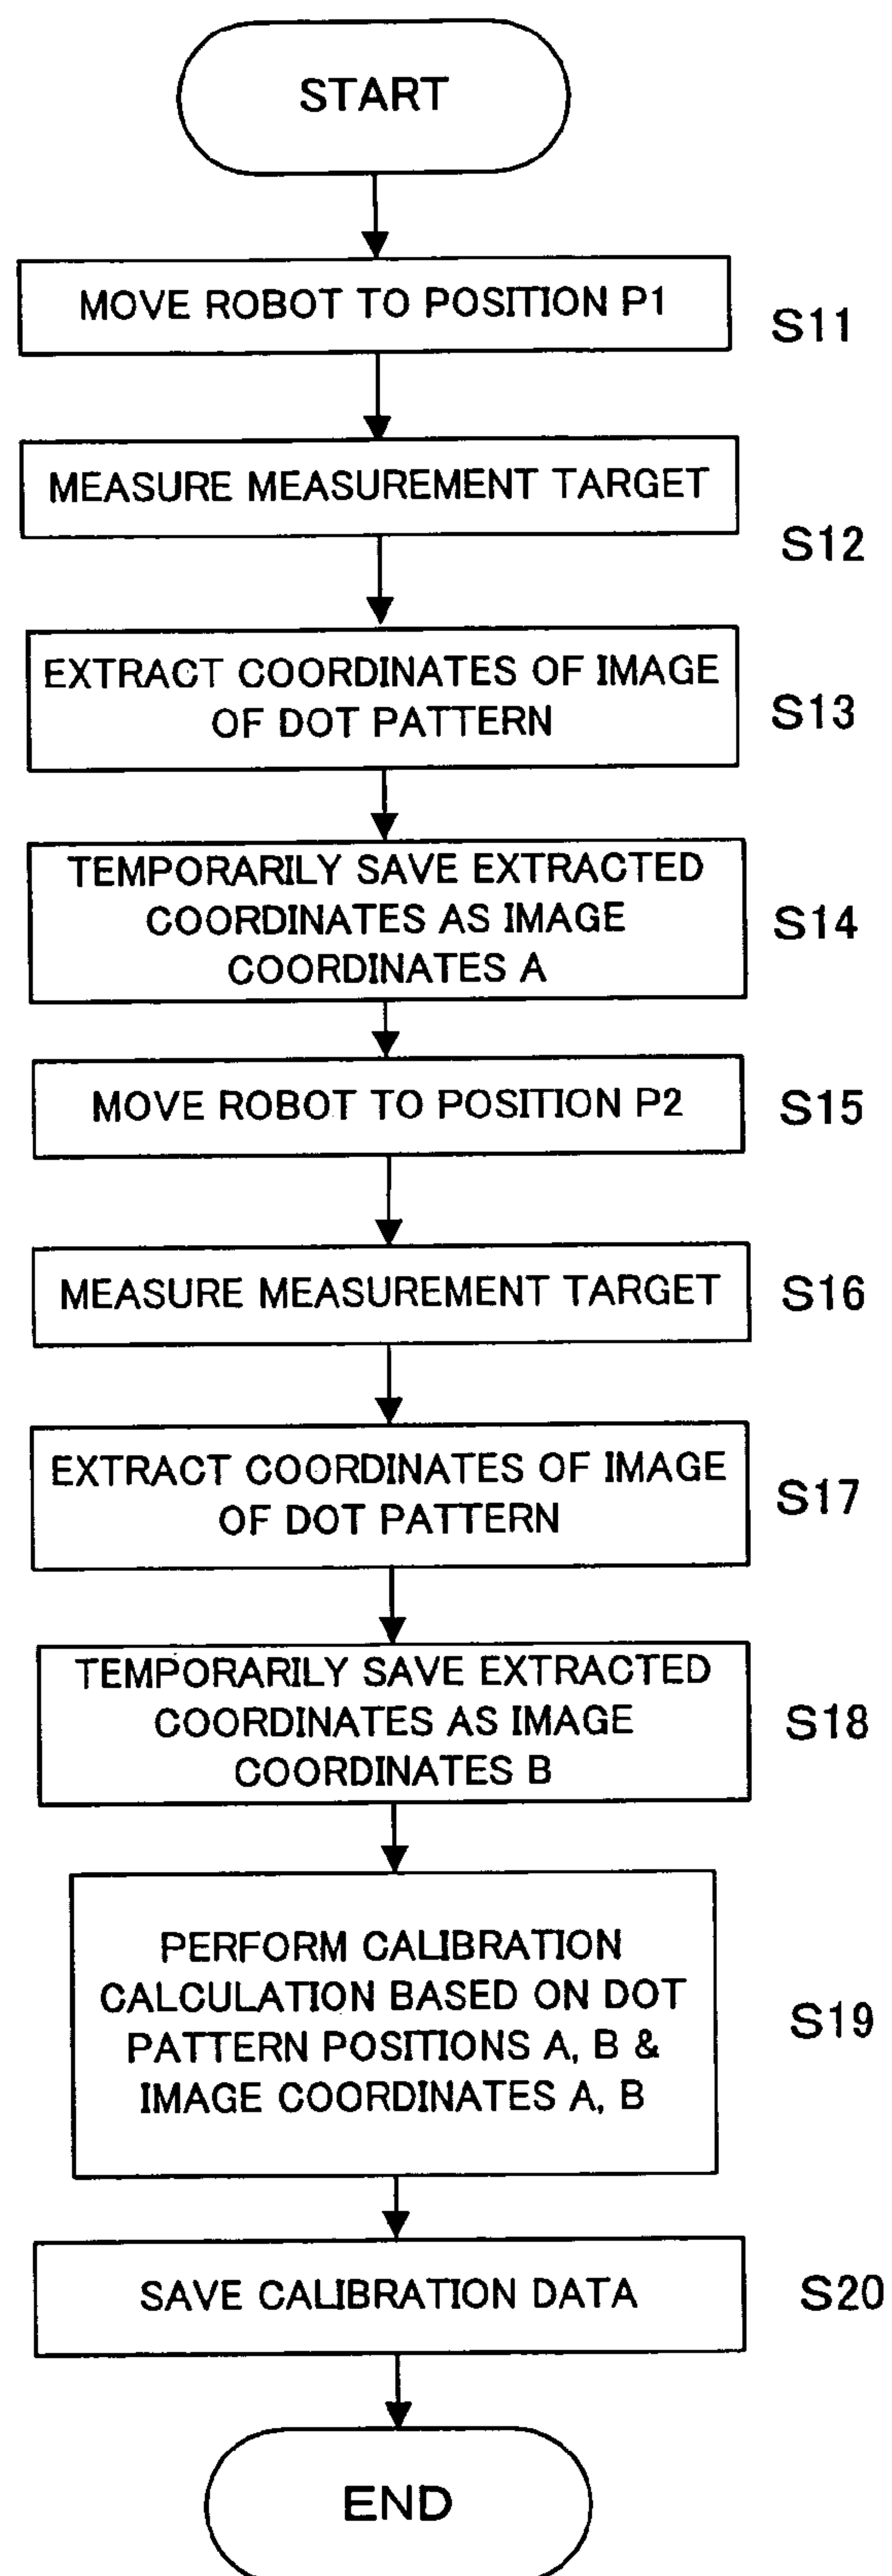 START
MOVE ROBOT TO POSITION P1
S11
MEASURE MEASUREMENT TARGET
S12
EXTRACT COORDINATES OF IMAGE
OF DOT PATTERN
S13
TEMPORARILY SAVE EXTRACTED
COORDINATES AS IMAGE
COORDINATES A
S14
MOVE ROBOT TO POSITION P2
S15
MEASURE MEASUREMENT TARGET
S16
EXTRACT COORDINATES OF IMAGE
OF DOT PATTERN
S17
TEMPORARILY SAVE EXTRACTED
COORDINATES AS IMAGE
COORDINATES B
S18
PERFORM CALIBRATION
CALCULATION BASED ON DOT
PATTERN POSITIONS A, B &
IMAGE COORDINATES A, B
S19
SAVE CALIBRATION DATA
S20
END